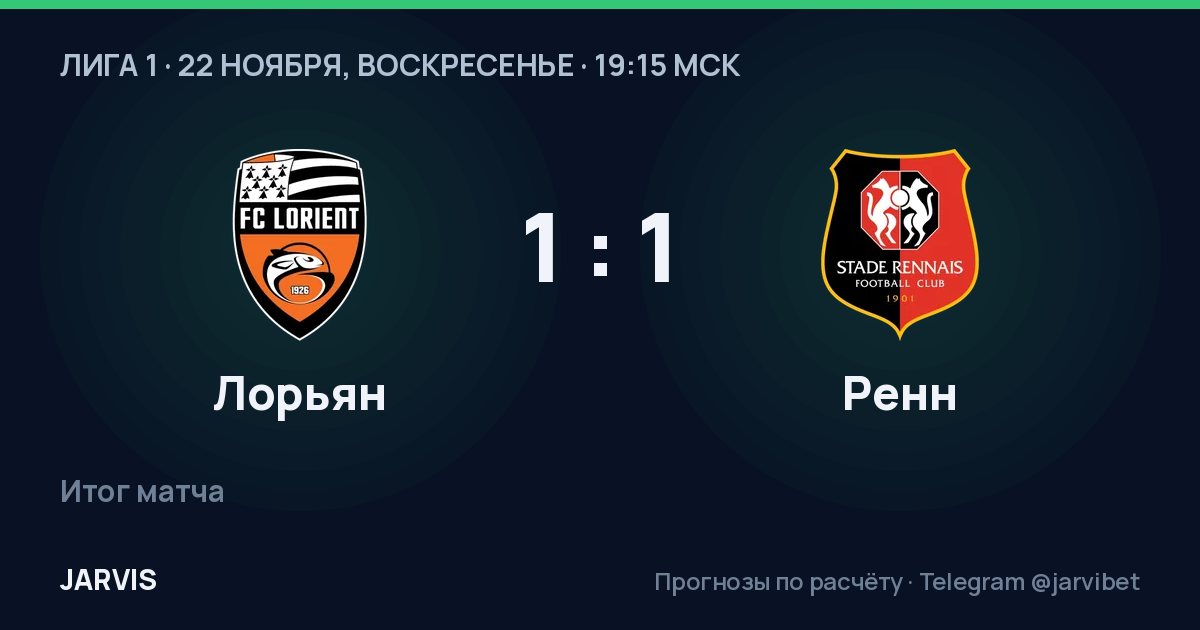 ЛИГА 1 · 22 НОЯБРЯ, ВОСКРЕСЕНЬЕ · 19:15 МСК
FC LORIENT
1926
1 : 1
STADE RENNAIS
FOOTBALL CLUB
1901
Лорьян
Ренн
Итог матча
JARVIS
Прогнозы по расчёту · Telegram @jarvibet